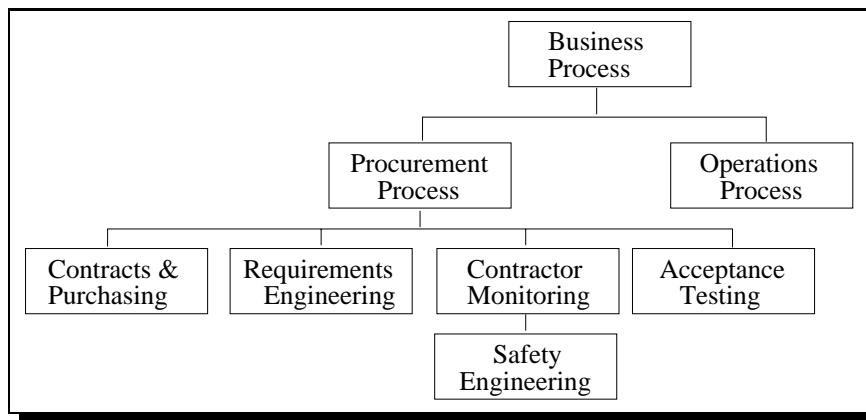 Business
Process
Procurement
Process
Operations
Process
Contracts &
Purchasing
Requirements
Engineering
Contractor
Monitoring
Acceptance
Testing
Safety
Engineering